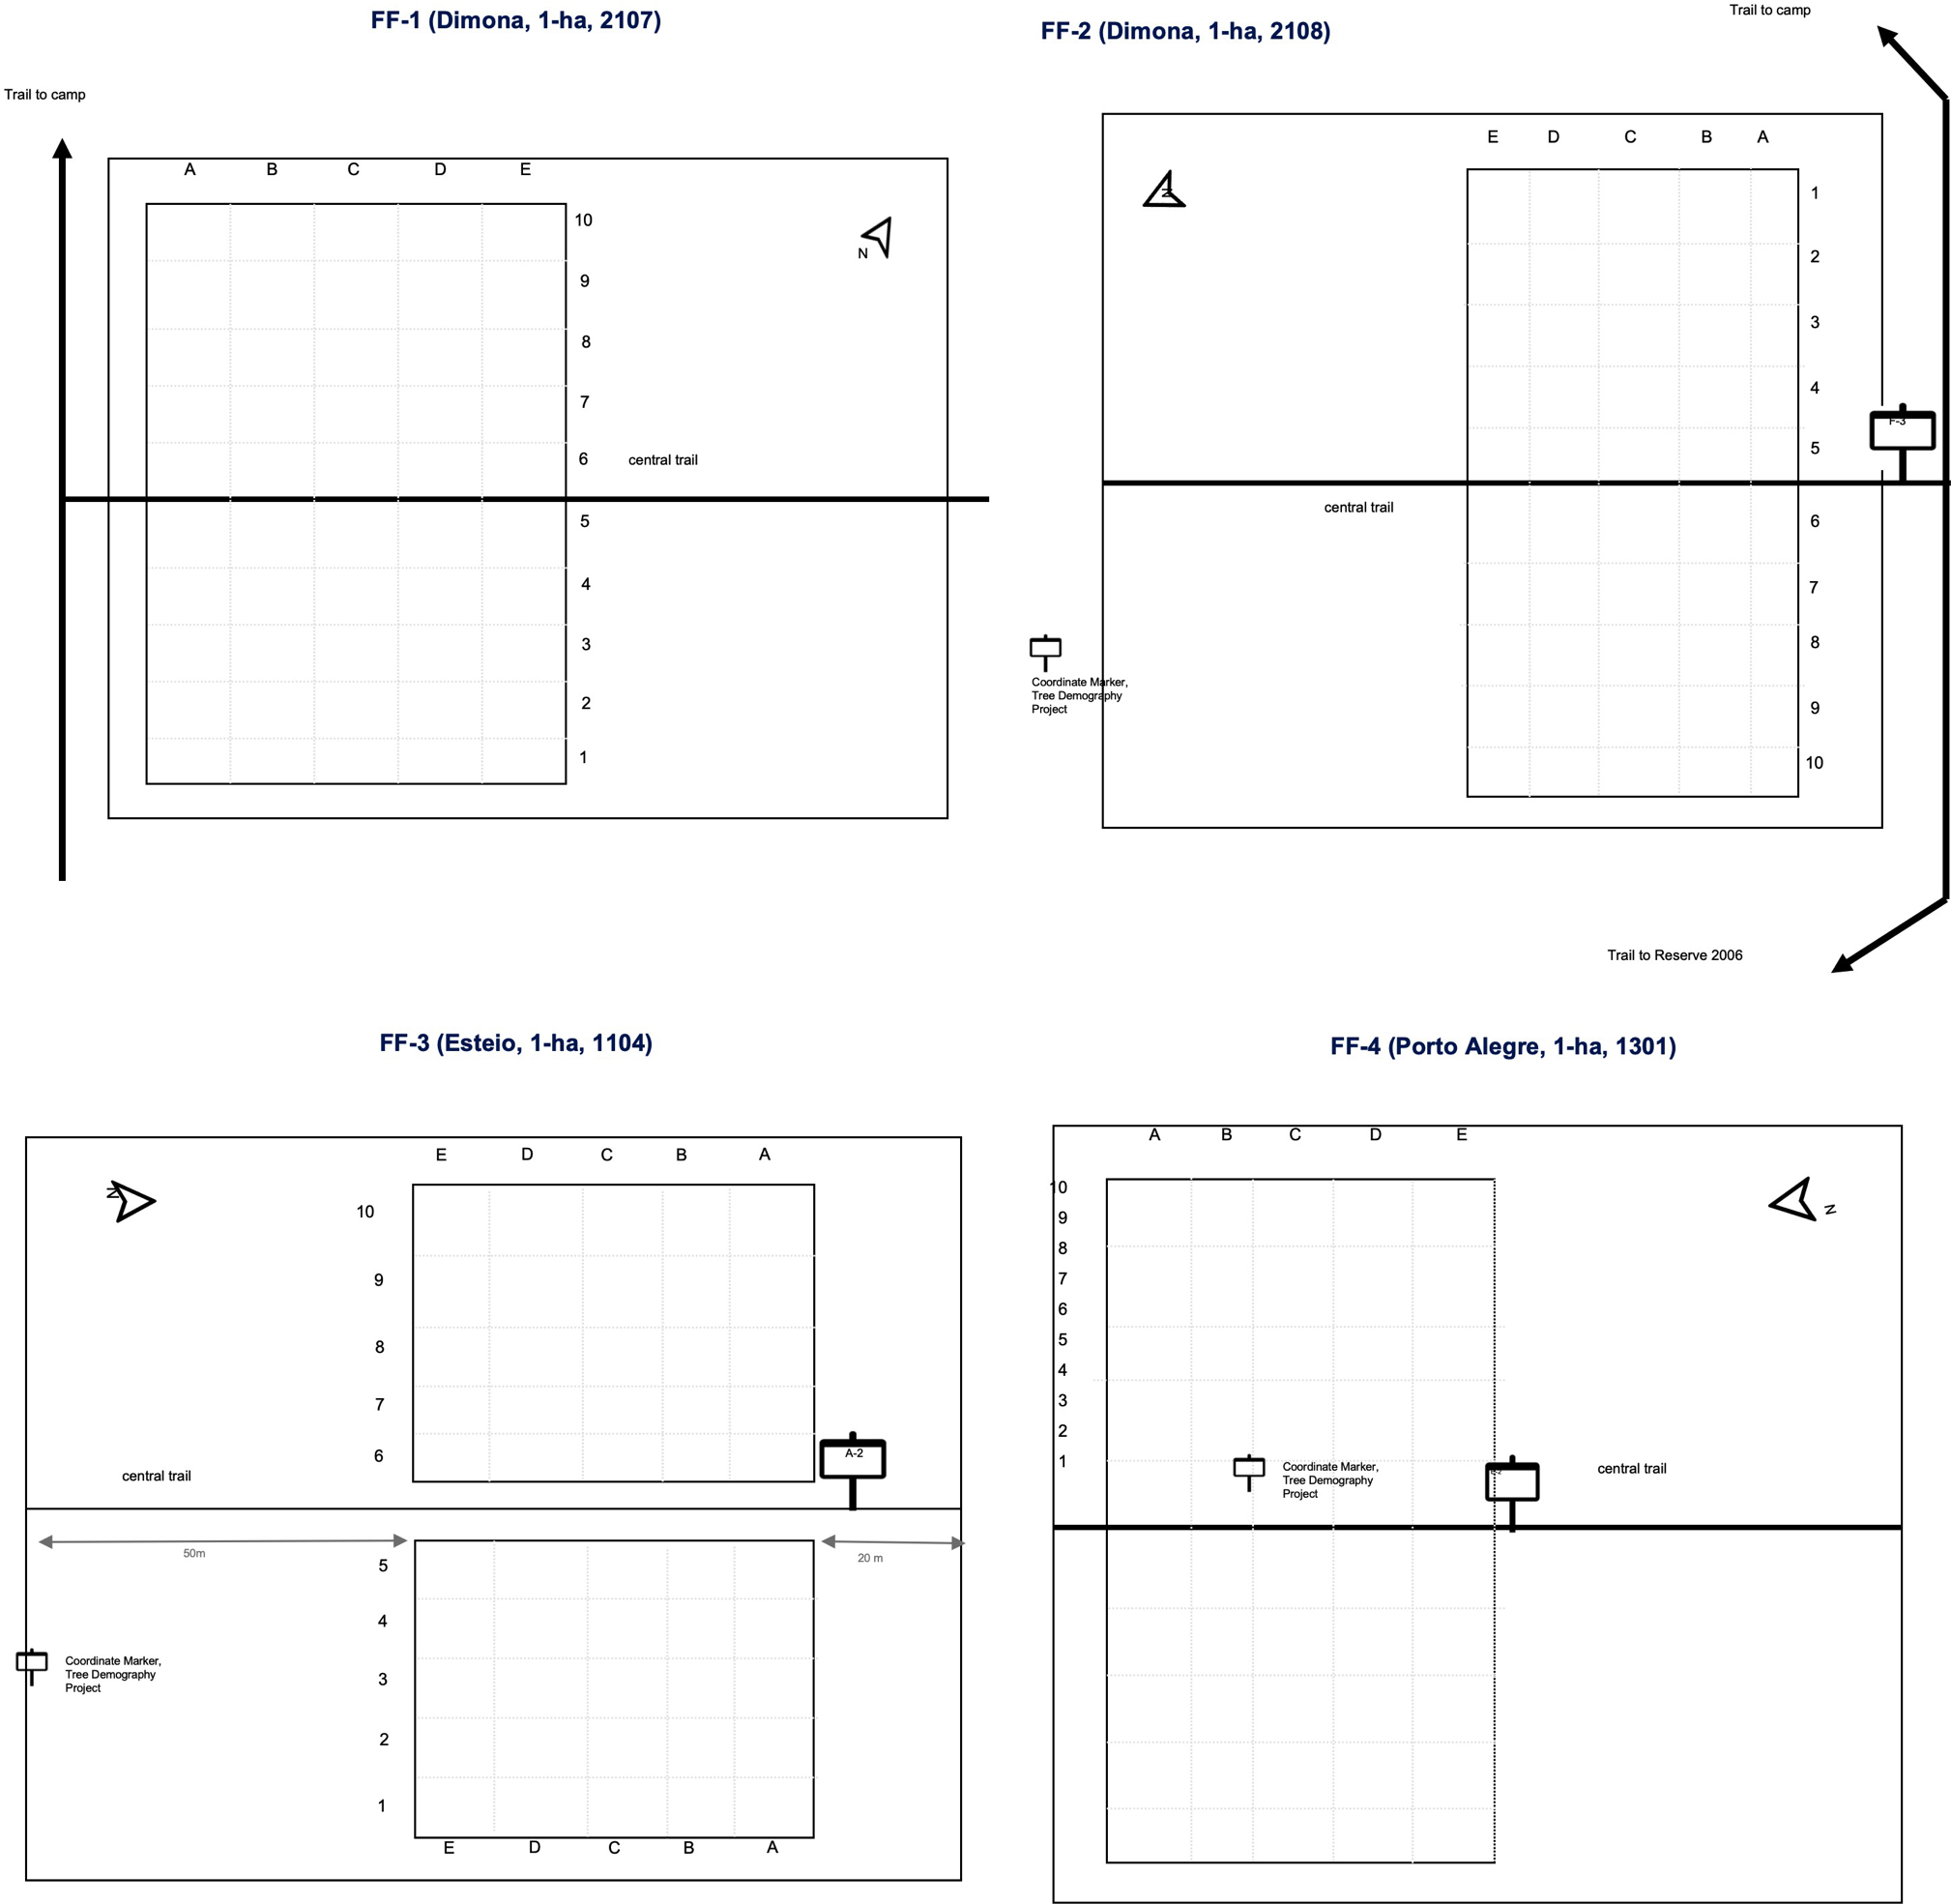 FF-1 (Dimona, 1-ha, 2107)
Trail to camp
A B C D E
10
N
9
8
7
6 central trail
5
4
3
2
1
Trail to camp
FF-2 (Dimona, 1-ha, 2108)
E D C B A
N
1
2
3
4
F-3
5
central trail
6
7
8
Coordinate Marker,
Tree Demography
Project
9
10
Trail to Reserve 2006
FF-3 (Esteio, 1-ha, 1104)
E D C B A
N
10
9
8
7
A-2
6
central trail
50m
20 m
5
4
Coordinate Marker,
Tree Demography
Project
3
2
1
E D C B A
FF-4 (Porto Alegre, 1-ha, 1301)
A B C D E
10
N
9
8
7
6
5
4
3
2
1
Coordinate Marker,
Tree Demography
Project
central trail